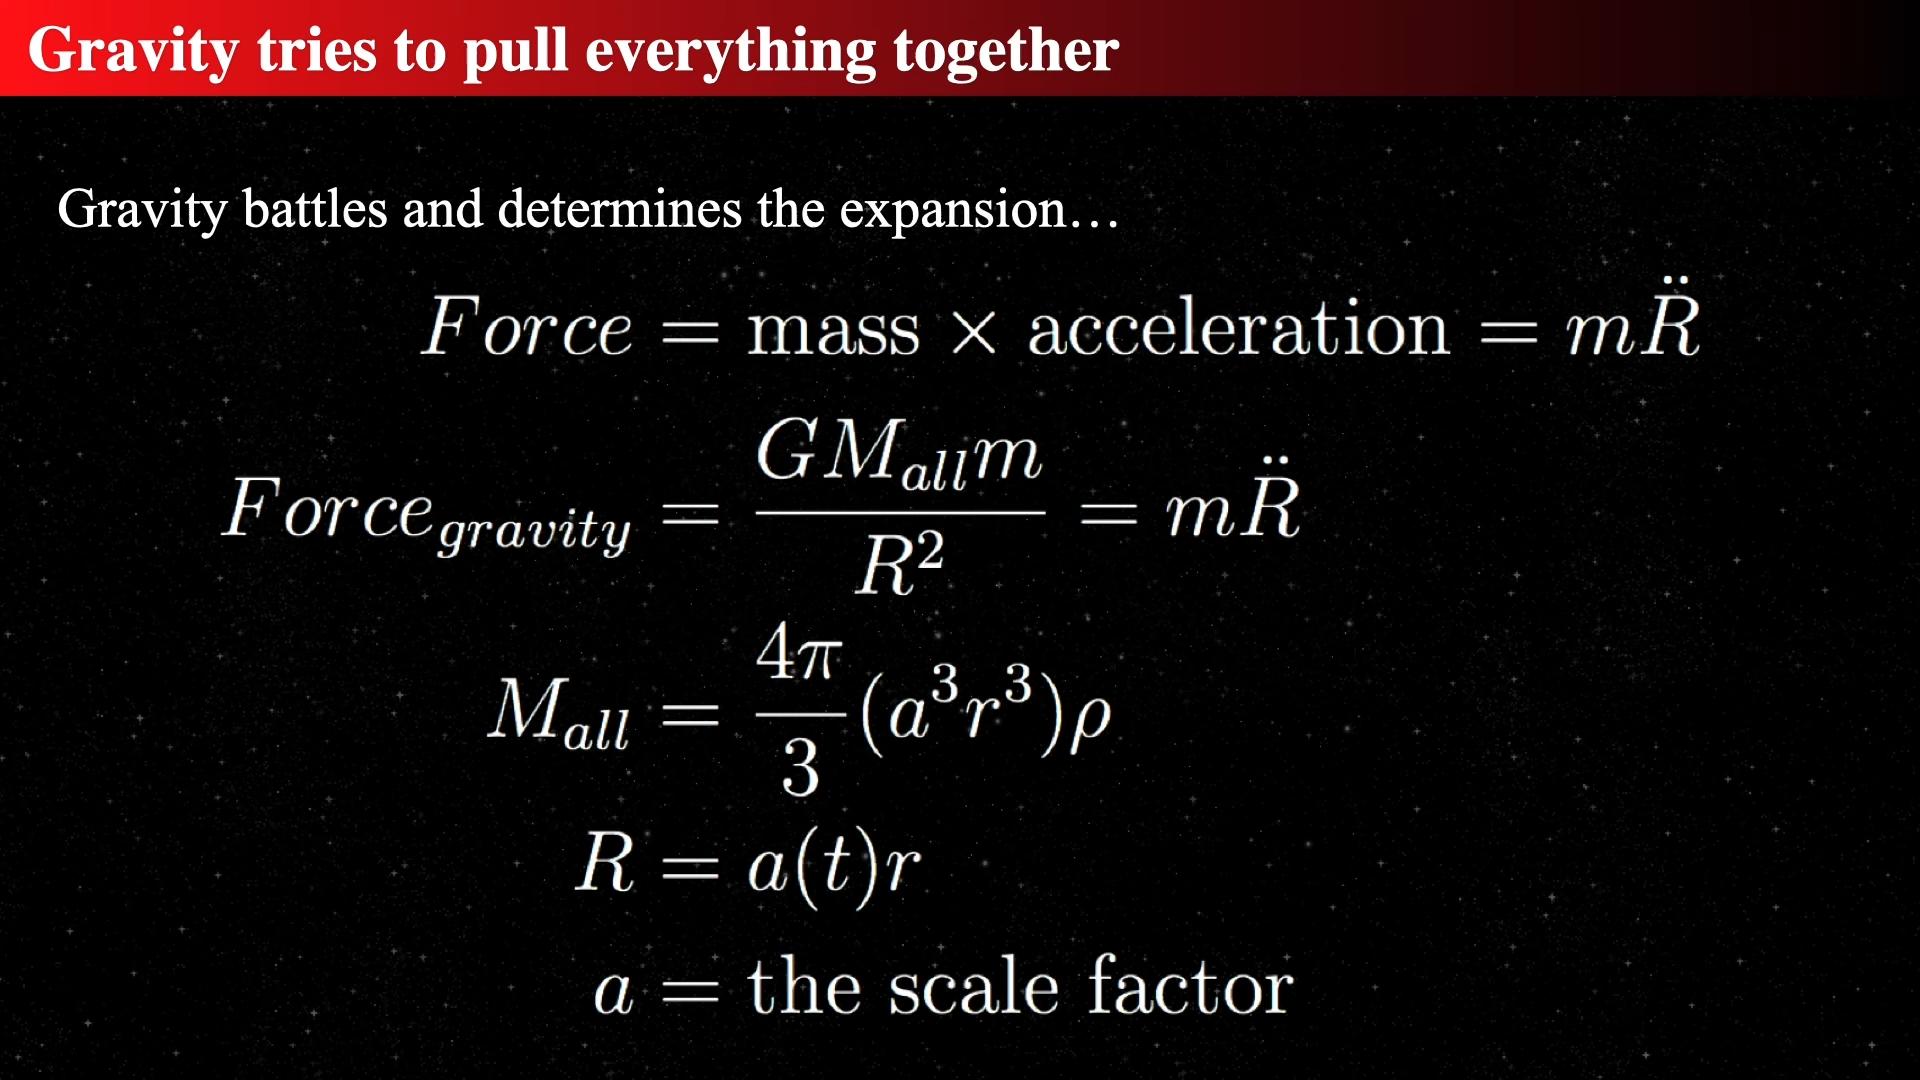 Gravity tries to pull everything together
Gravity battles and determines the expansion…
Force = mass × acceleration = mR̈
Force_gravity = GM_all m / R² = mR̈
M_all = 4π/3 (a³r³)ρ
R = a(t)r
a = the scale factor